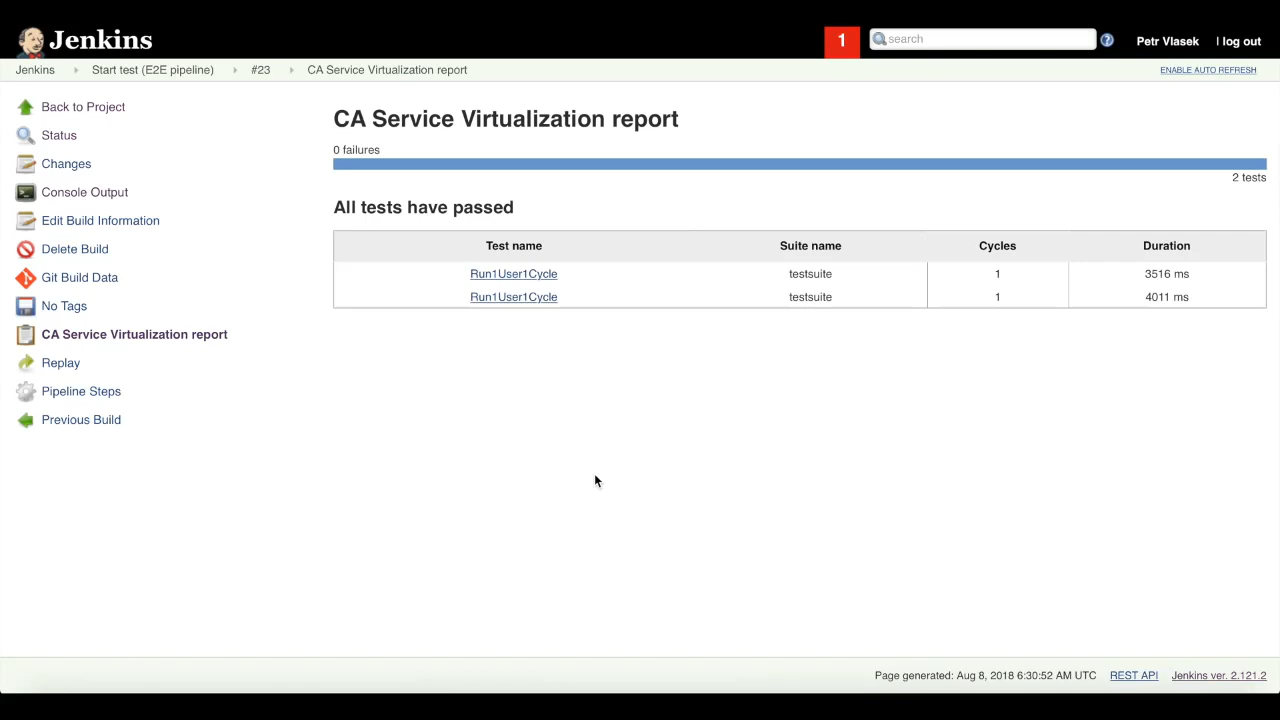 Jenkins
1
search
Petr Vlasek
| log out
Jenkins
Start test (E2E pipeline)
#23
CA Service Virtualization report
ENABLE AUTO REFRESH
Back to Project
Status
Changes
Console Output
Edit Build Information
Delete Build
Git Build Data
No Tags
CA Service Virtualization report
Replay
Pipeline Steps
Previous Build
CA Service Virtualization report
0 failures
2 tests
All tests have passed
Test name Suite name Cycles Duration
Run1User1Cycle testsuite 1 3516 ms
Run1User1Cycle testsuite 1 4011 ms
Page generated: Aug 8, 2018 6:30:52 AM UTC REST API Jenkins ver. 2.121.2